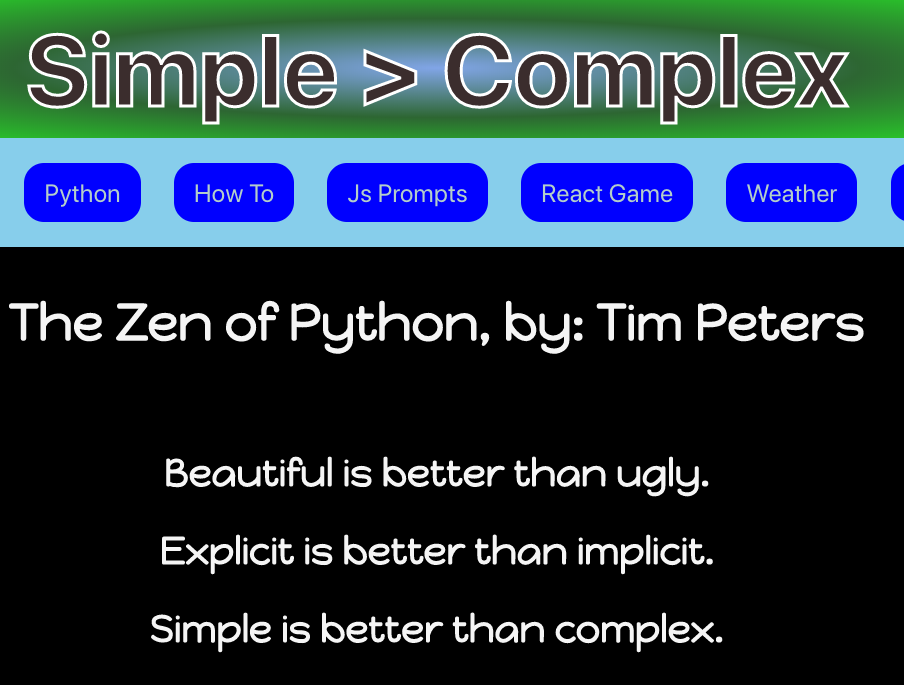 Simple > Complex
Python How To Js Prompts React Game Weather
The Zen of Python, by: Tim Peters
Beautiful is better than ugly.
Explicit is better than implicit.
Simple is better than complex.